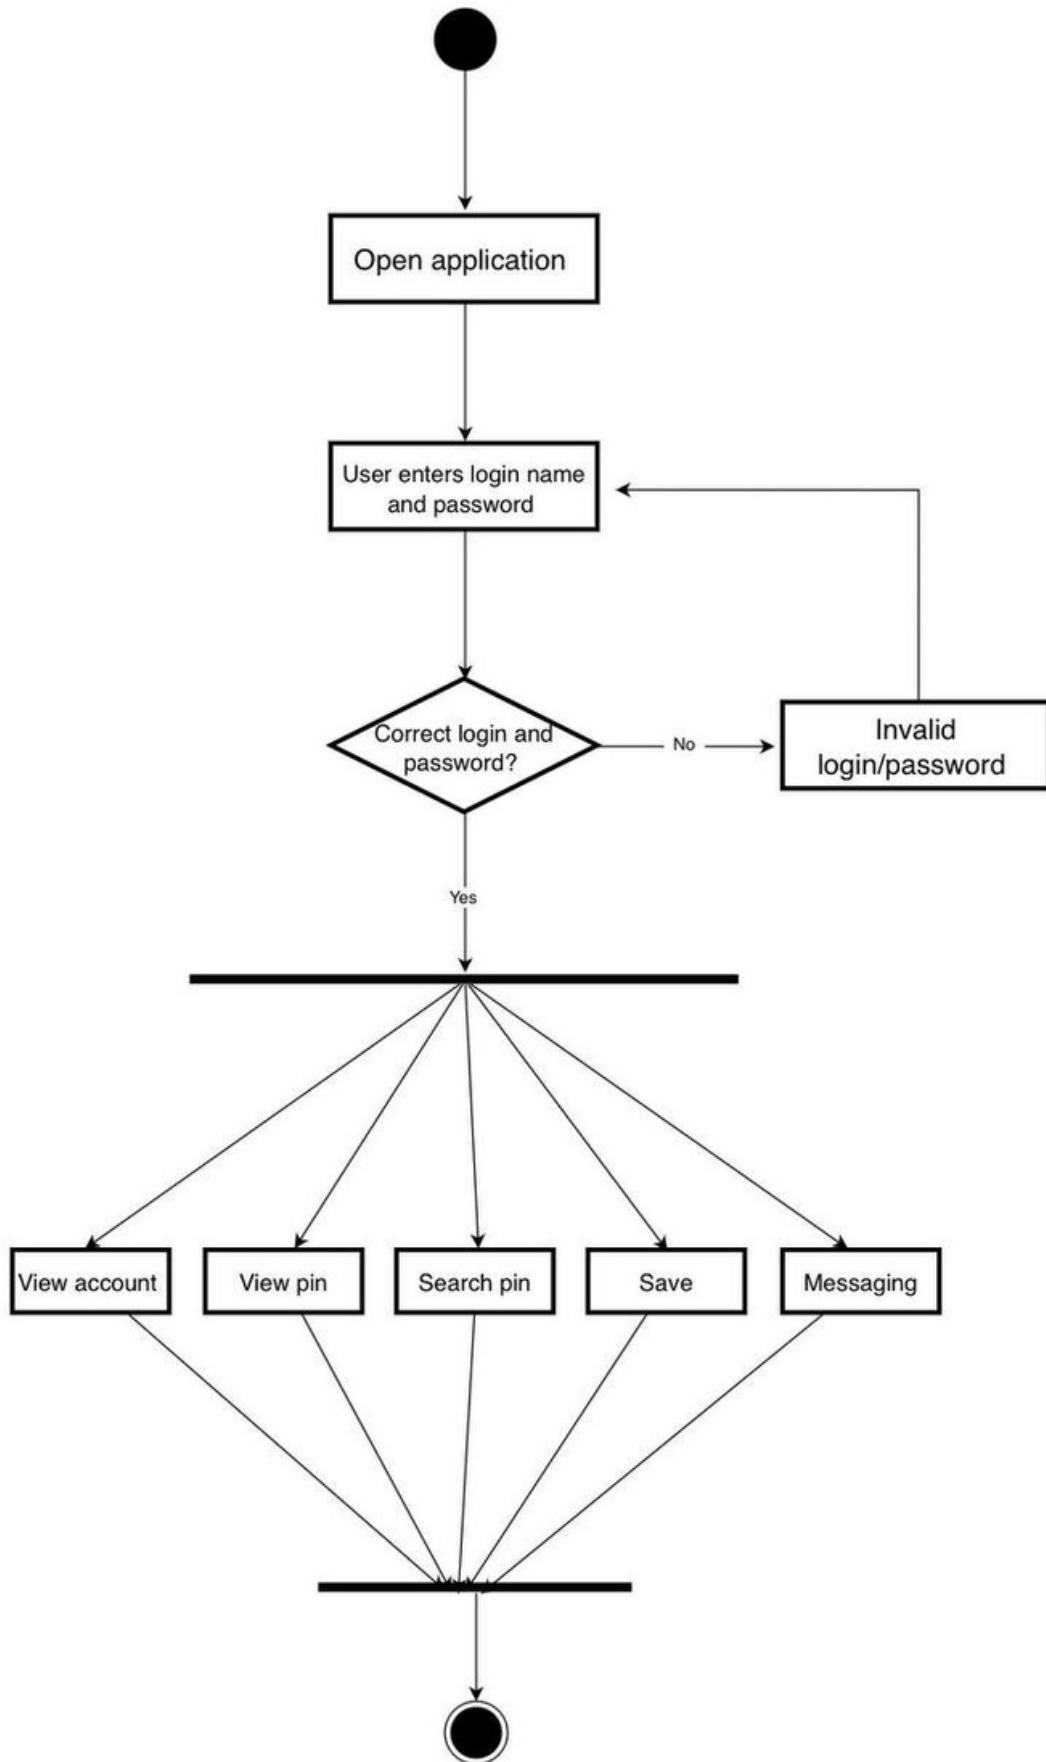 Open application
User enters login name
and password
Correct login and
password?
No
Invalid
login/password
Yes
View account
View pin
Search pin
Save
Messaging